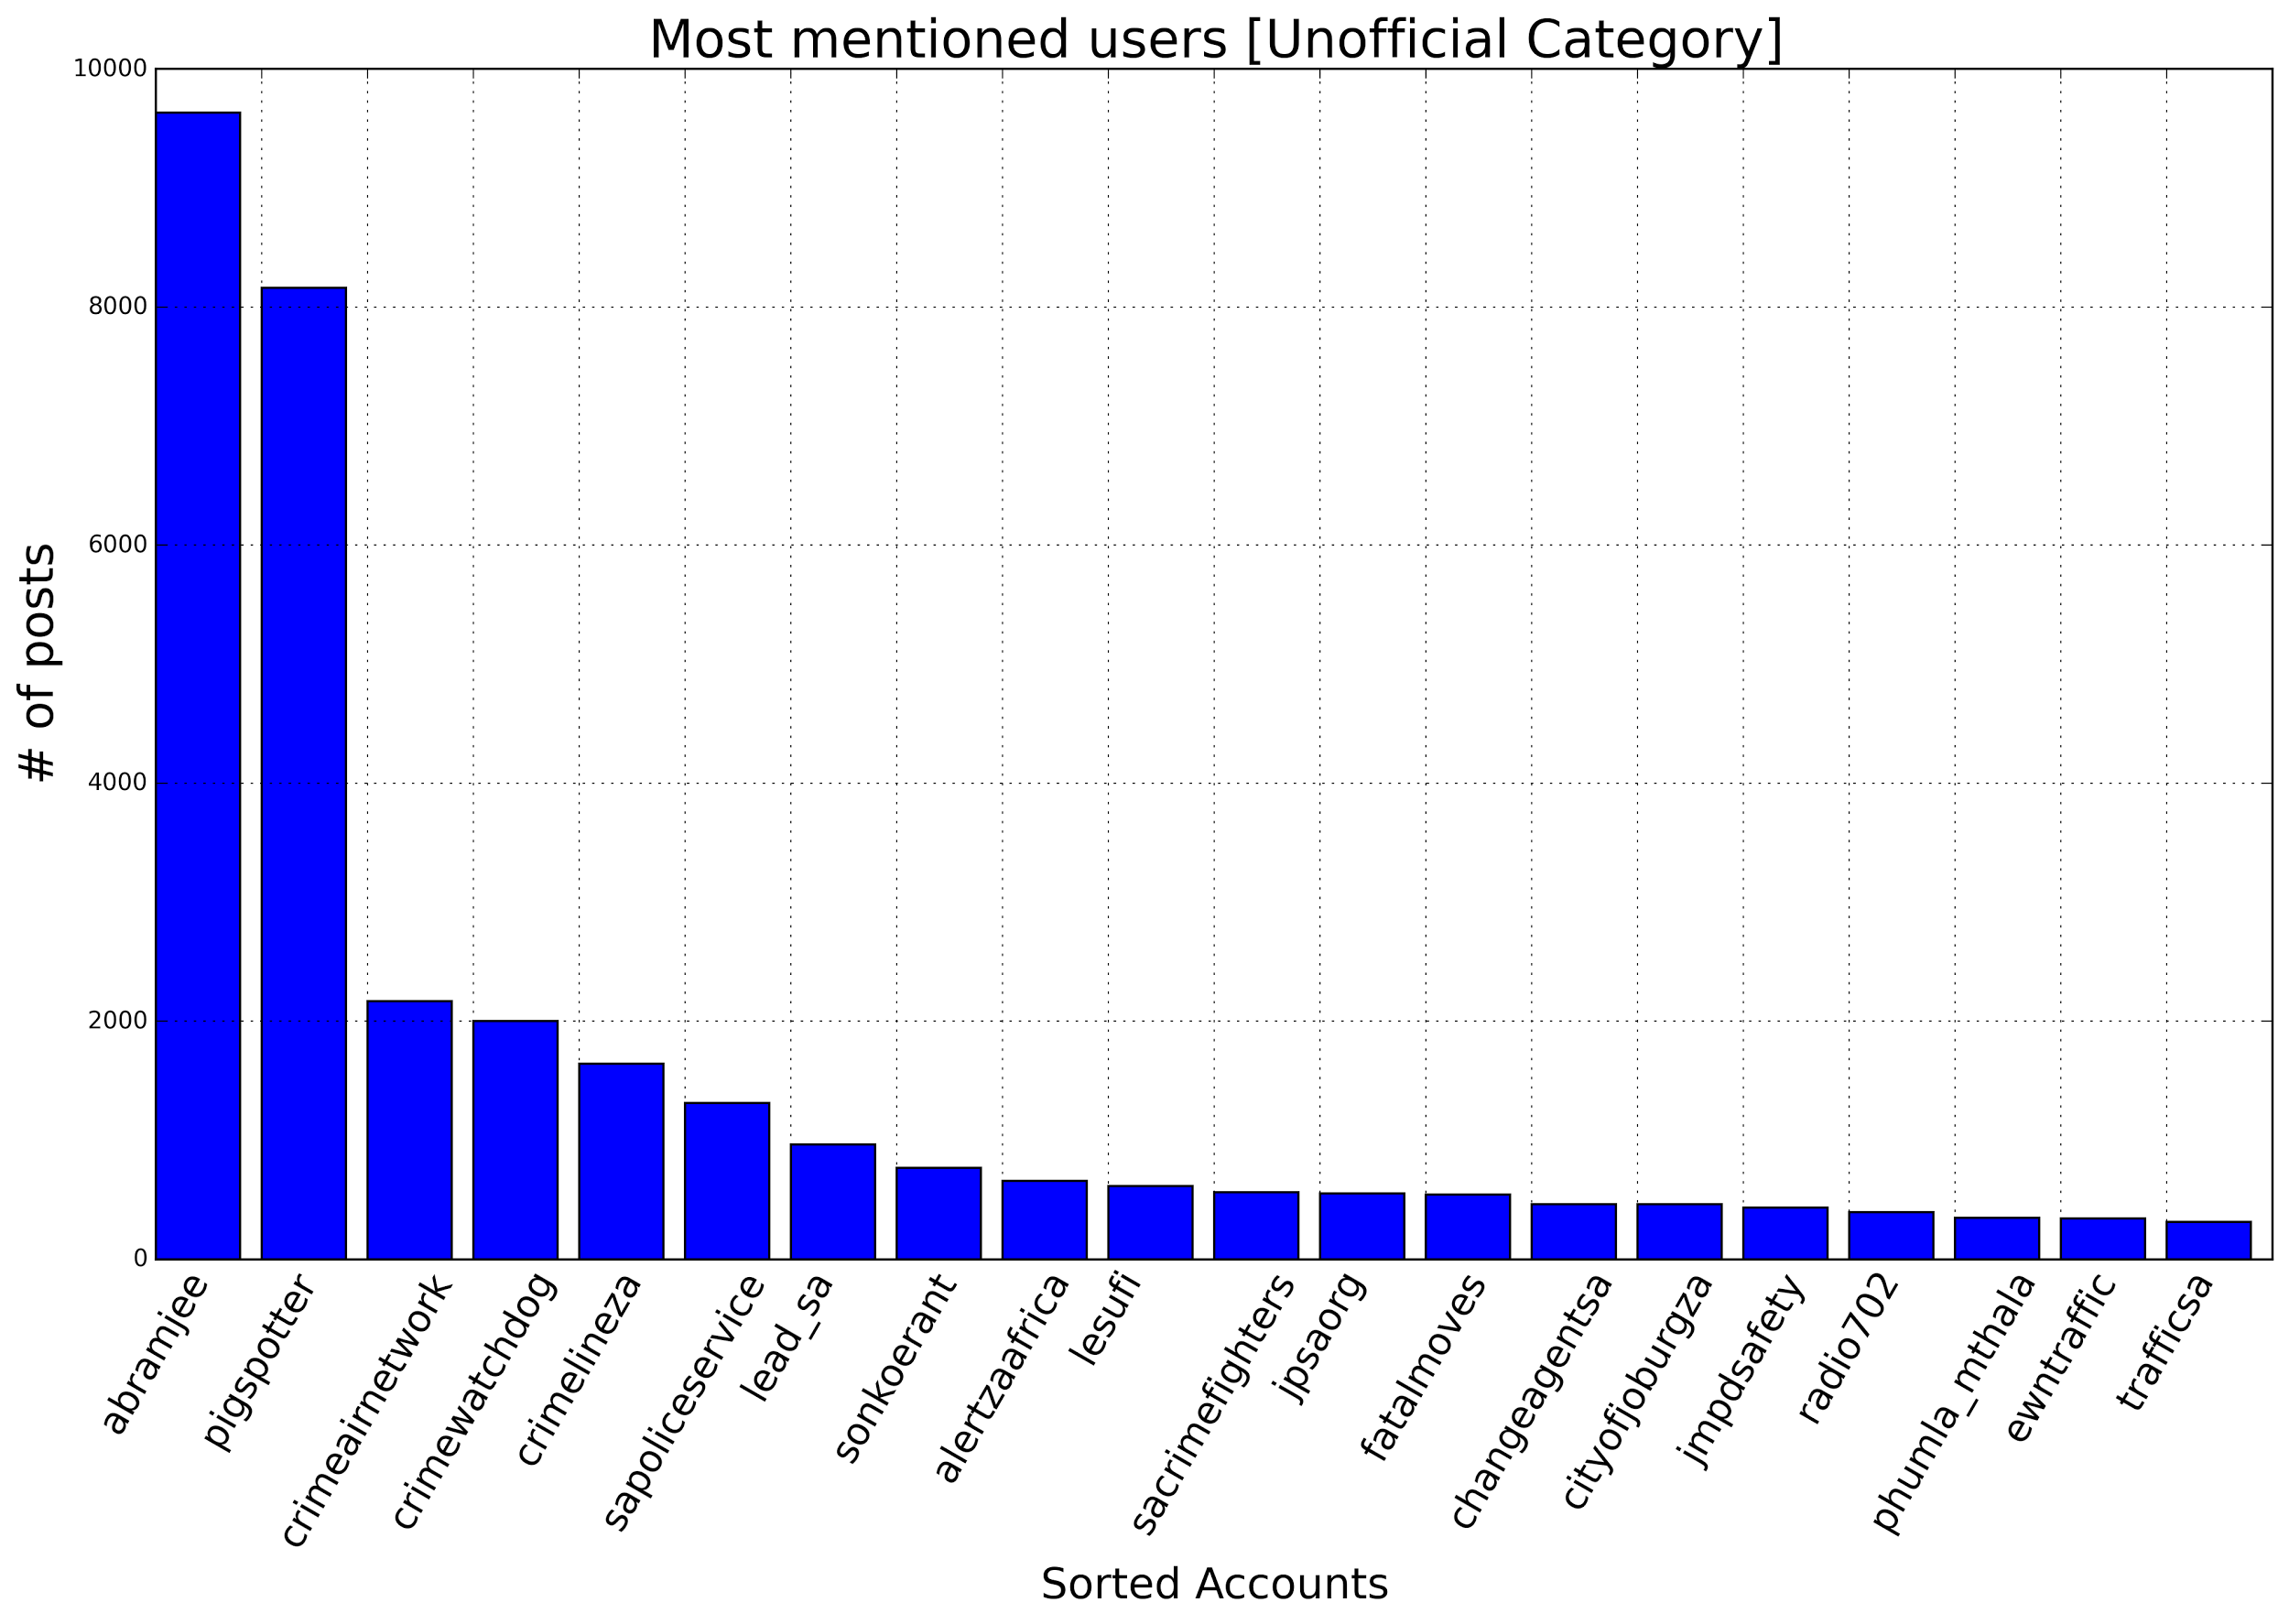 Most mentioned users [Unofficial Category]
10000
8000
6000
4000
2000
0
# of posts
abramjee
pigspotter
crimeairnetwork
crimewatchdog
crimelineza
sapoliceservice
lead_sa
sonkoerant
alertzaafrica
lesufi
sacrimefighters
jpsaorg
fatalmoves
changeagentsa
cityofjoburgza
jmpdsafety
radio702
phumla_mthala
ewntraffic
trafficsa
Sorted Accounts